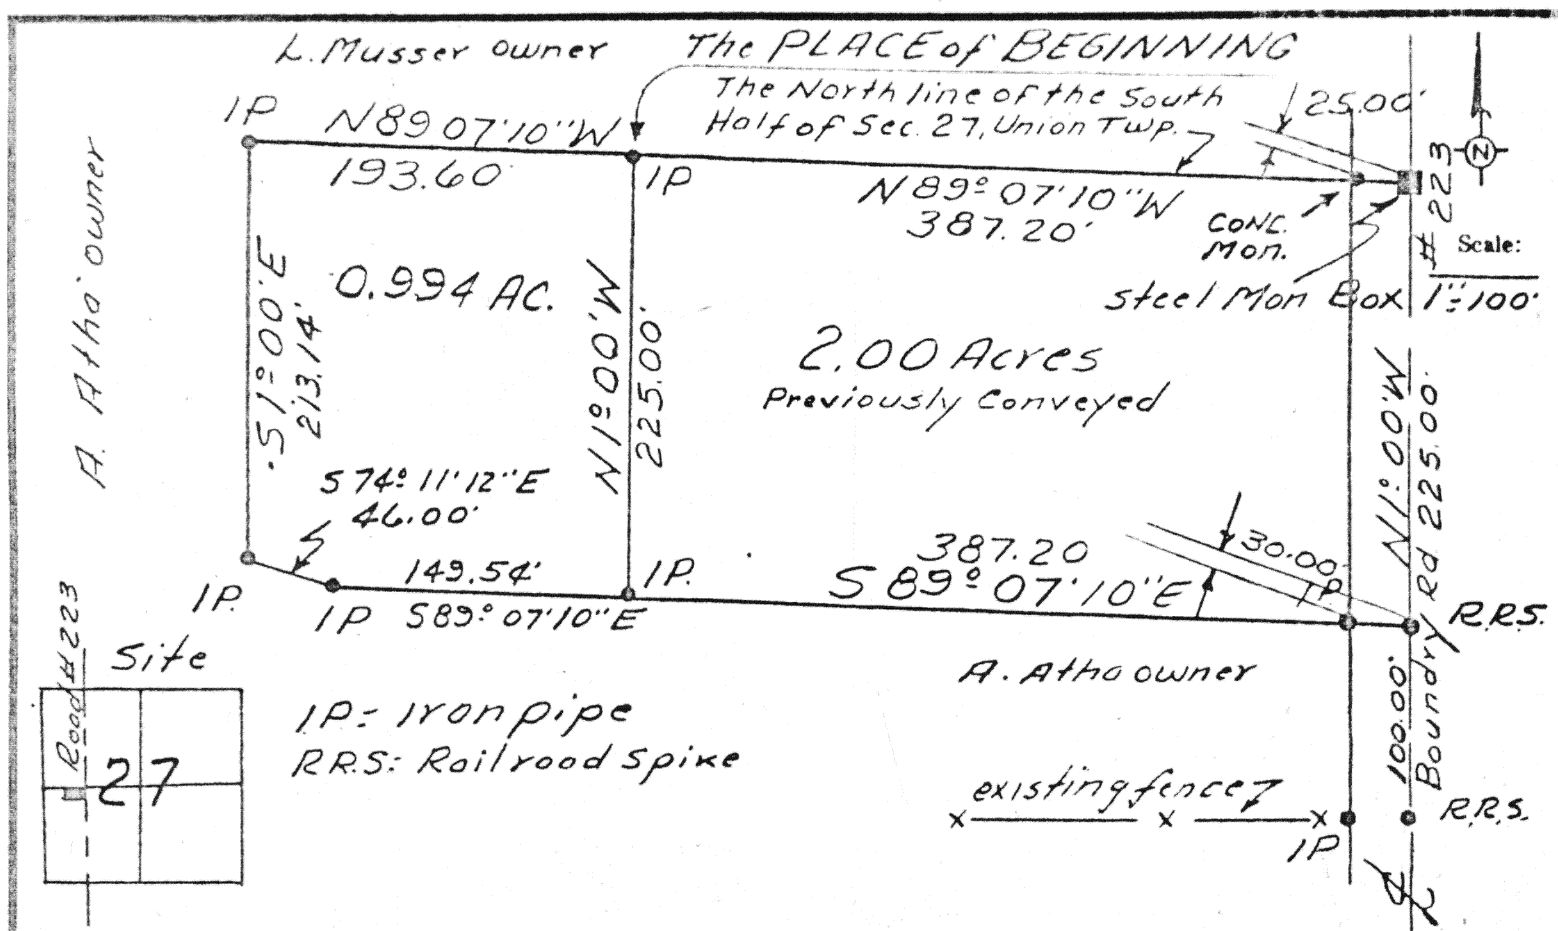 L. Musser owner
The PLACE of BEGINNING
The North line of the South
Half of Sec. 27, Union Twp.
25.00'
IP
N89 07'10"W
193.60'
IP
N 89° 07'10"W
387.20'
CONC.
Mon.
steel Mon Box
# 223
N
Scale:
1"=100'
A. Atha owner
S1°00'E
213.14'
0.994 AC.
N1°00'W
225.00'
2.00 Acres
Previously Conveyed
N1°00'W
Boundry Rd 225.00'
S 74° 11' 12" E
46.00'
149.54'
S89° 07'10"E
IP.
IP
IP.
387.20
S 89° 07'10"E
30.00'
IP
R.R.S.
A. Atha owner
100.00'
Site
Road #223
27
IP= Iron pipe
R.R.S: Railroad Spike
existing fence
x x x
IP
R.R.S.